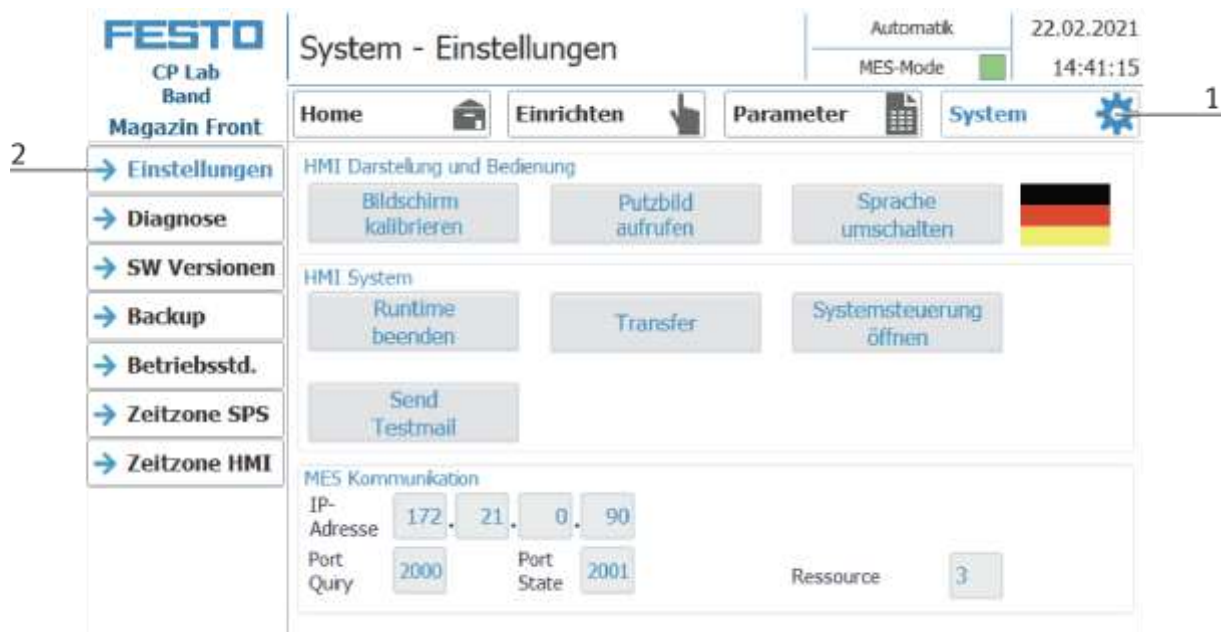 FESTO
CP Lab
Band
Magazin Front
System - Einstellungen
Automatik
MES-Mode
22.02.2021
14:41:15
Home
Einrichten
Parameter
System
1
2
Einstellungen
Diagnose
SW Versionen
Backup
Betriebsstd.
Zeitzone SPS
Zeitzone HMI
HMI Darstellung und Bedienung
Bildschirm
kalibrieren
Putzbild
aufrufen
Sprache
umschalten
HMI System
Runtime
beenden
Transfer
Systemsteuerung
öffnen
Send
Testmail
MES Kommunikation
IP-
Adresse
172. 21. 0. 90
Port
Quiry
2000
Port
State
2001
Ressource
3